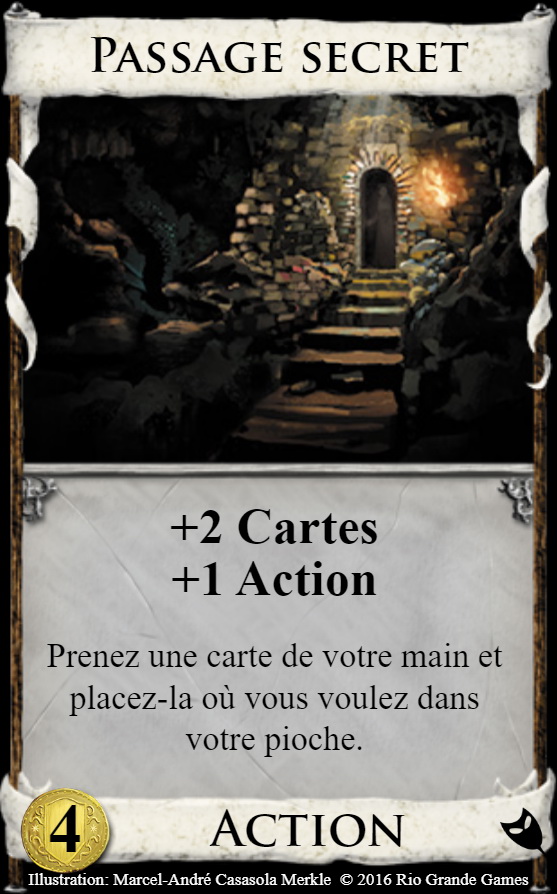 Passage secret
+2 Cartes
+1 Action
Prenez une carte de votre main et
placez-la où vous voulez dans
votre pioche.
4
Action
Illustration: Marcel-André Casasola Merkle © 2016 Rio Grande Games